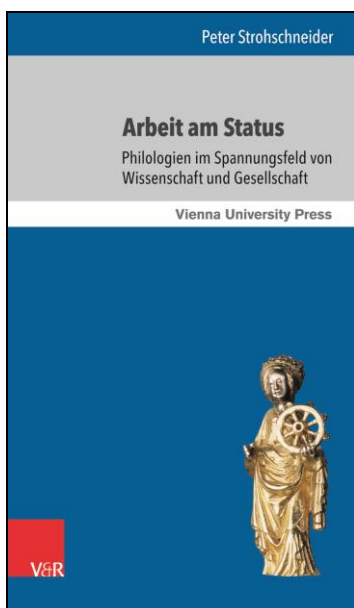 Peter Strohschneider
Arbeit am Status
Philologien im Spannungsfeld von
Wissenschaft und Gesellschaft
Vienna University Press
V&R